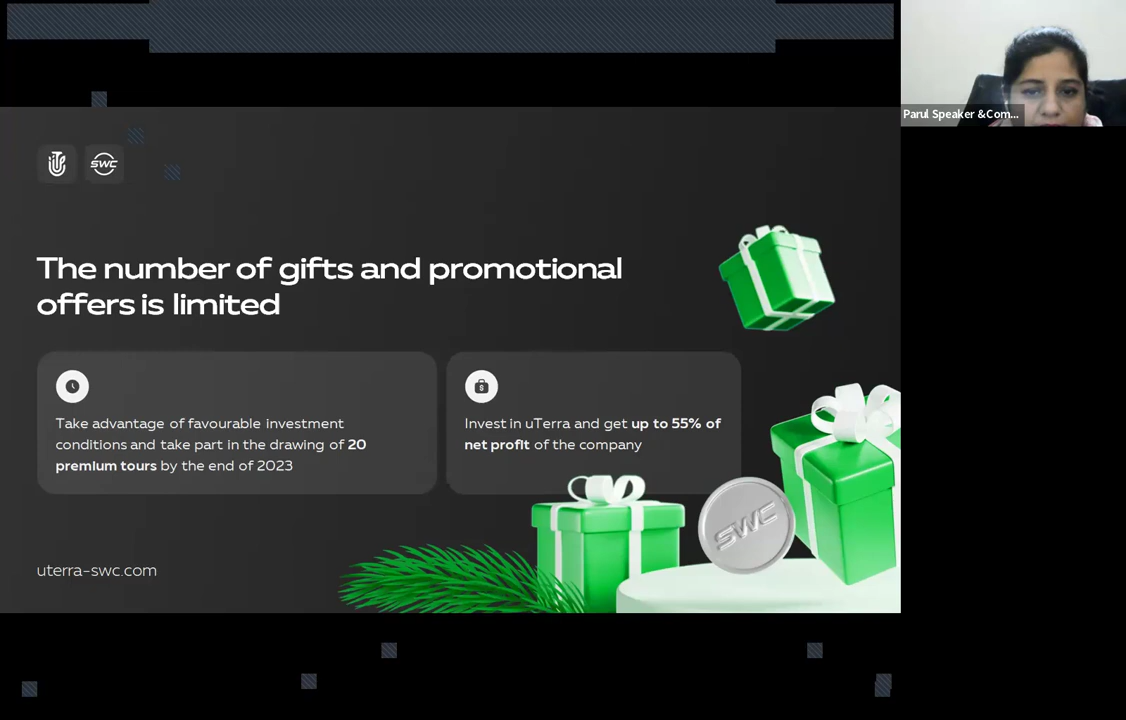 Parul Speaker &Com...
SWC
The number of gifts and promotional
offers is limited
Take advantage of favourable investment
conditions and take part in the drawing of 20
premium tours by the end of 2023
Invest in uTerra and get up to 55% of
net profit of the company
SWC
uterra-swc.com